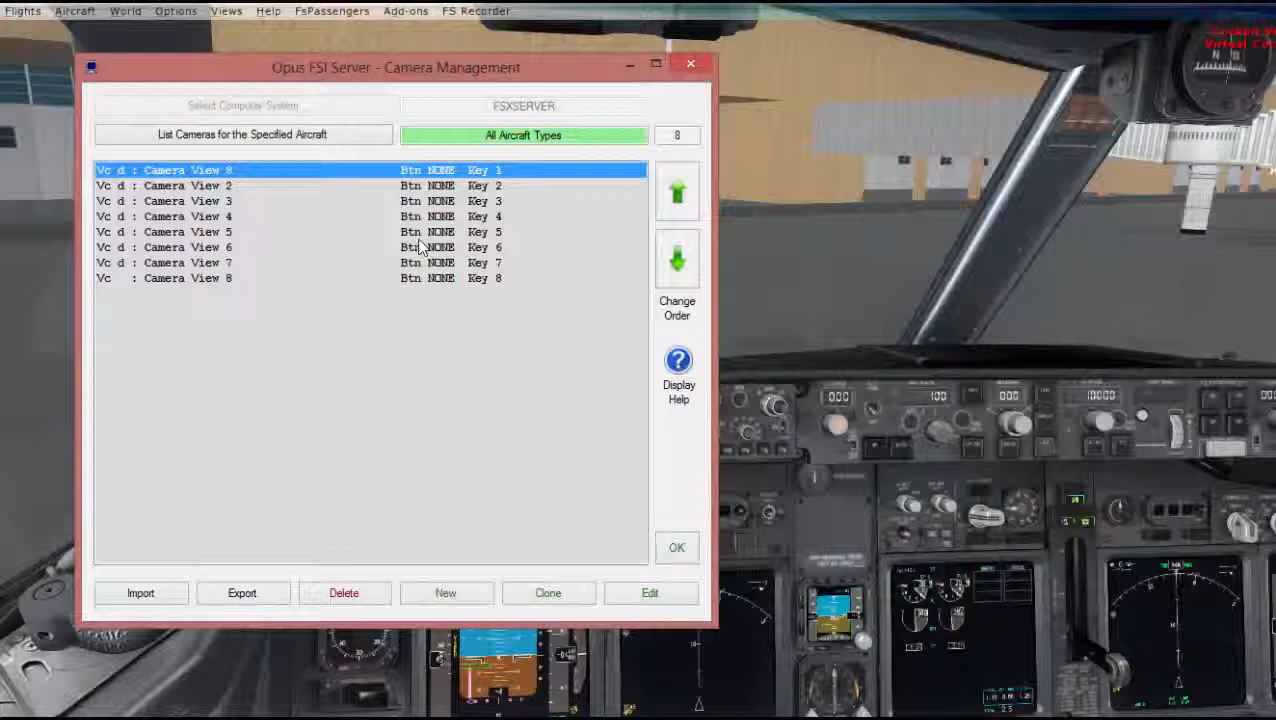 Flights Aircraft World Options Views Help FsPassengers Add-ons FS Recorder
Cockpit
Virtual
Opus FSI Server - Camera Management
Select Computer System FSXSERVER
List Cameras for the Specified Aircraft All Aircraft Types 8
Vc d : Camera View 8 Btn NONE Key 1
Vc d : Camera View 2 Btn NONE Key 2
Vc d : Camera View 3 Btn NONE Key 3
Vc d : Camera View 4 Btn NONE Key 4
Vc d : Camera View 5 Btn NONE Key 5
Vc d : Camera View 6 Btn NONE Key 6
Vc d : Camera View 7 Btn NONE Key 7
Vc : Camera View 8 Btn NONE Key 8
Change
Order
?
Display
Help
OK
Import Export Delete New Clone Edit
000 100 000 10000